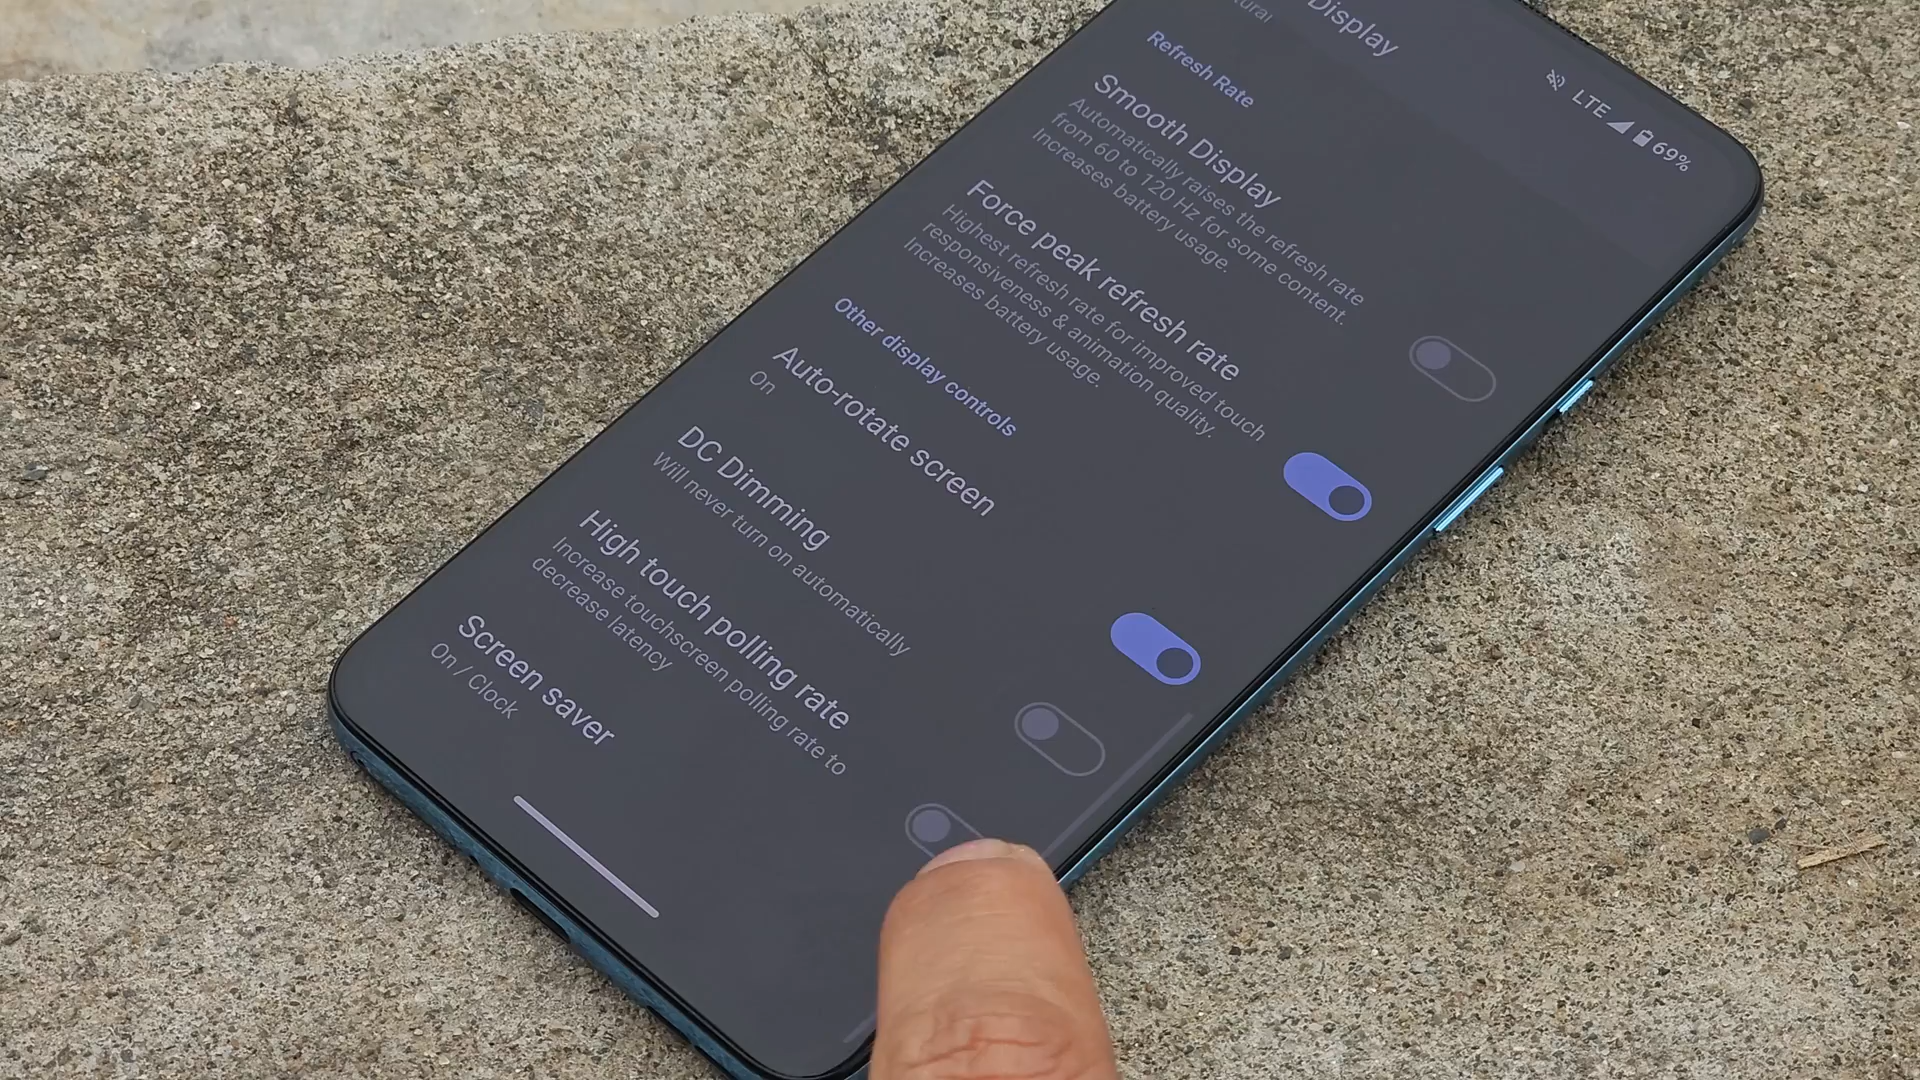 Display
LTE 69%
Refresh Rate
Smooth Display
Automatically raises the refresh rate
from 60 to 120 Hz for some content.
Increases battery usage.
Force peak refresh rate
Highest refresh rate for improved touch
responsiveness & animation quality.
Increases battery usage.
Other display controls
Auto-rotate screen
On
DC Dimming
Will never turn on automatically
High touch polling rate
Increase touchscreen polling rate to
decrease latency
Screen saver
On / Clock